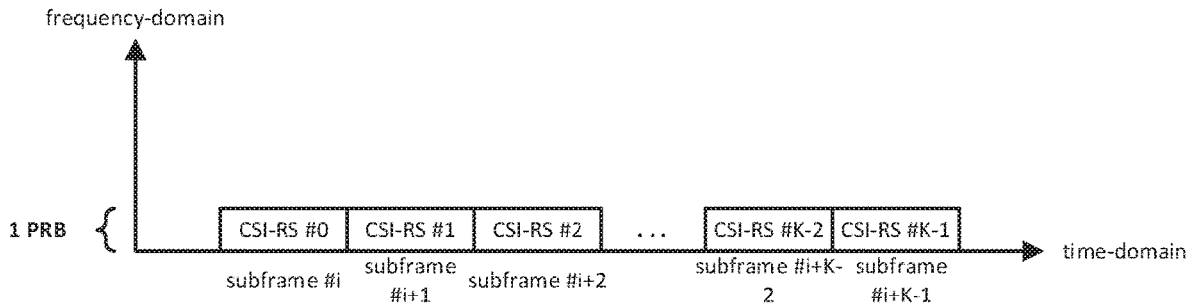 frequency-domain
1 PRB
CSI-RS #0 CSI-RS #1 CSI-RS #2 ... CSI-RS #K-2 CSI-RS #K-1
time-domain
subframe #i
subframe
#i+1
subframe #i+2
subframe #i+K-
2
subframe
#i+K-1